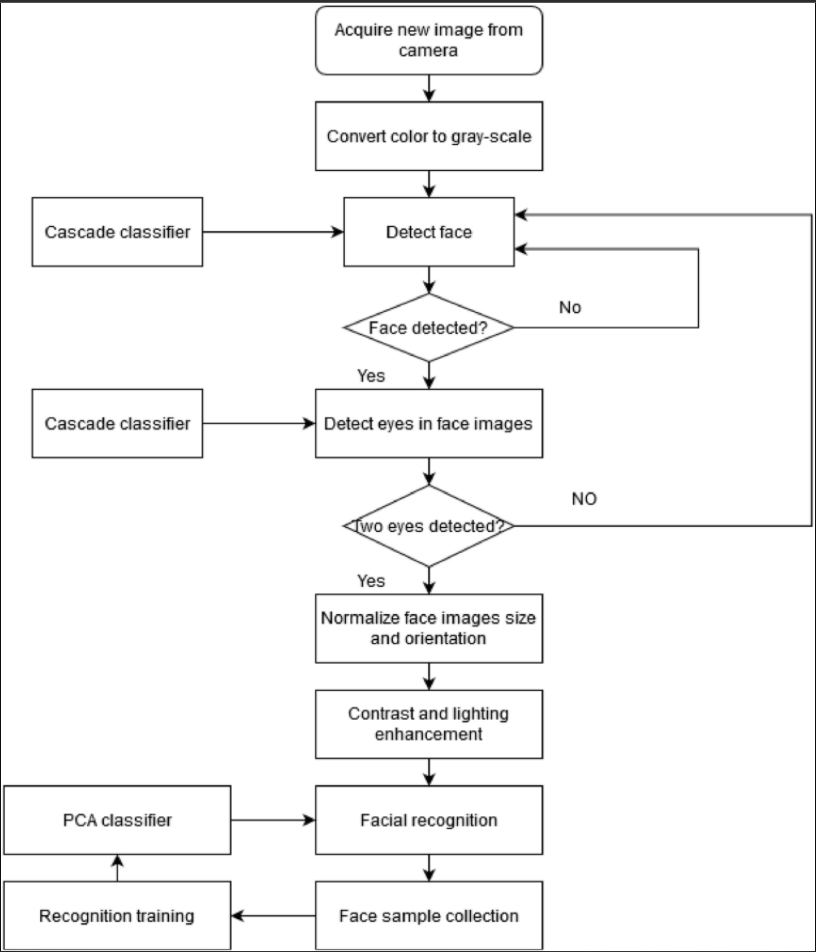 Acquire new image from
camera
Convert color to gray-scale
Cascade classifier
Detect face
No
Face detected?
Yes
Cascade classifier
Detect eyes in face images
NO
Two eyes detected?
Yes
Normalize face images size
and orientation
Contrast and lighting
enhancement
PCA classifier
Facial recognition
Recognition training
Face sample collection